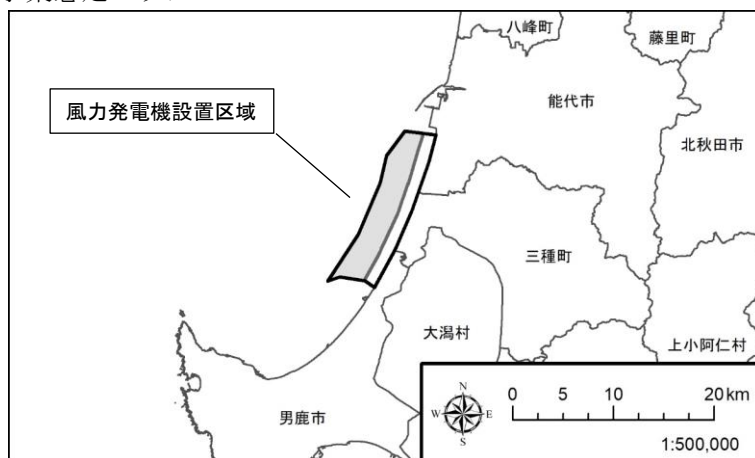 八峰町
藤里町
風力発電機設置区域
能代市
北秋田市
三種町
大潟村
上小阿仁村
男鹿市
N
W E
S
0 5 10 20km
1:500,000